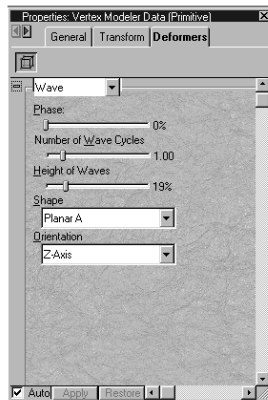 Properties: Vertex Modeler Data (Primitive)
General Transform Deformers
Wave
Phase:
0%
Number of Wave Cycles
1.00
Height of Waves
19%
Shape
Planar A
Orientation
Z-Axis
Auto Apply Restore